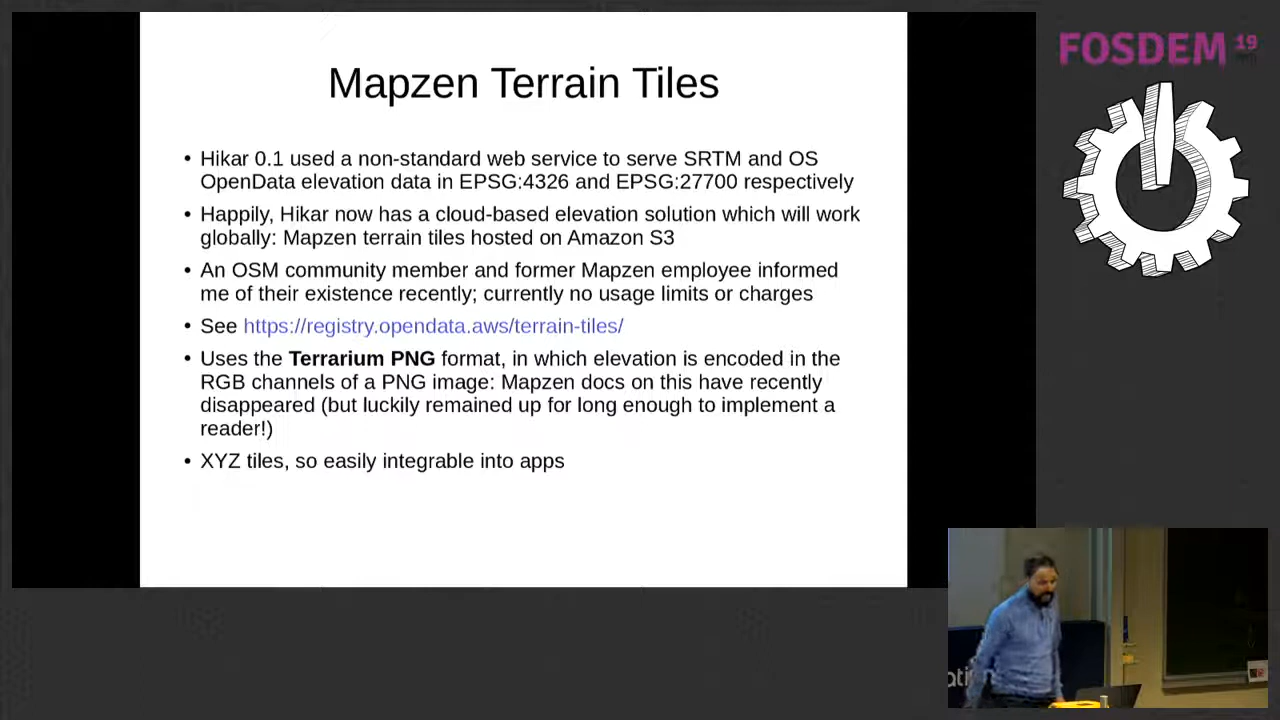 Mapzen Terrain Tiles
• Hikar 0.1 used a non-standard web service to serve SRTM and OS
OpenData elevation data in EPSG:4326 and EPSG:27700 respectively
• Happily, Hikar now has a cloud-based elevation solution which will work
globally: Mapzen terrain tiles hosted on Amazon S3
• An OSM community member and former Mapzen employee informed
me of their existence recently; currently no usage limits or charges
• See https://registry.opendata.aws/terrain-tiles/
• Uses the Terrarium PNG format, in which elevation is encoded in the
RGB channels of a PNG image: Mapzen docs on this have recently
disappeared (but luckily remained up for long enough to implement a
reader!)
• XYZ tiles, so easily integrable into apps
FOSDEM 19